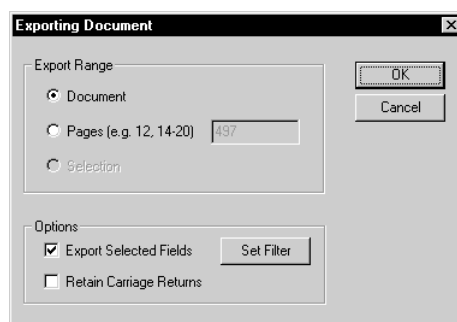 Exporting Document
Export Range
Document
Pages (e.g. 12, 14-20) 497
Selection
OK
Cancel
Options
Export Selected Fields Set Filter
Retain Carriage Returns